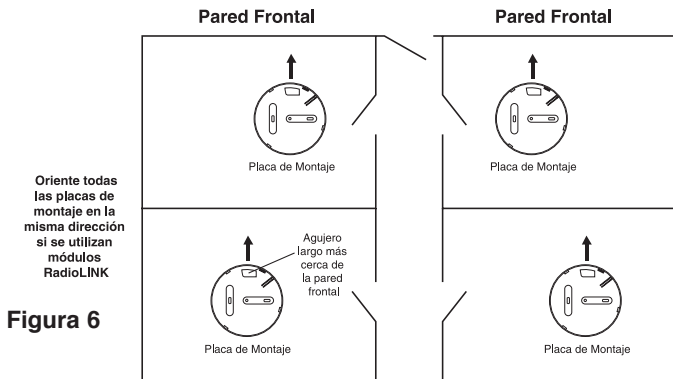 Pared Frontal
Pared Frontal
Placa de Montaje
Placa de Montaje
Oriente todas
las placas de
montaje en la
misma dirección
si se utilizan
módulos
RadioLINK
Agujero
largo más
cerca de
la pared
frontal
Figura 6
Placa de Montaje
Placa de Montaje